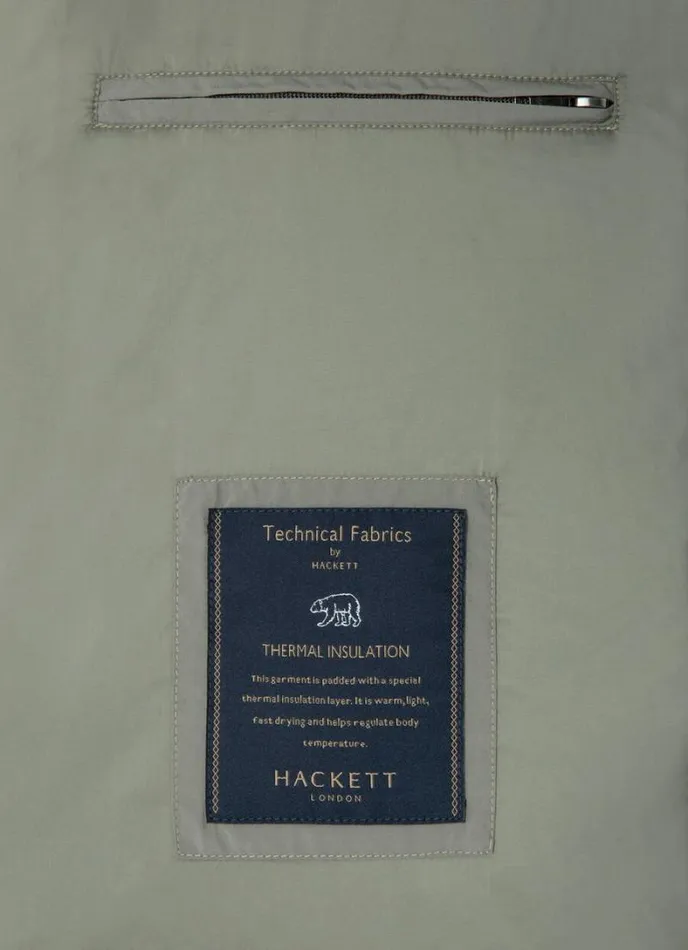 Technical Fabrics
by
HACKETT
THERMAL INSULATION
This garment is padded with a special
thermal insulation layer. It is warm, light,
fast drying and helps regulate body
temperature.
HACKETT
LONDON